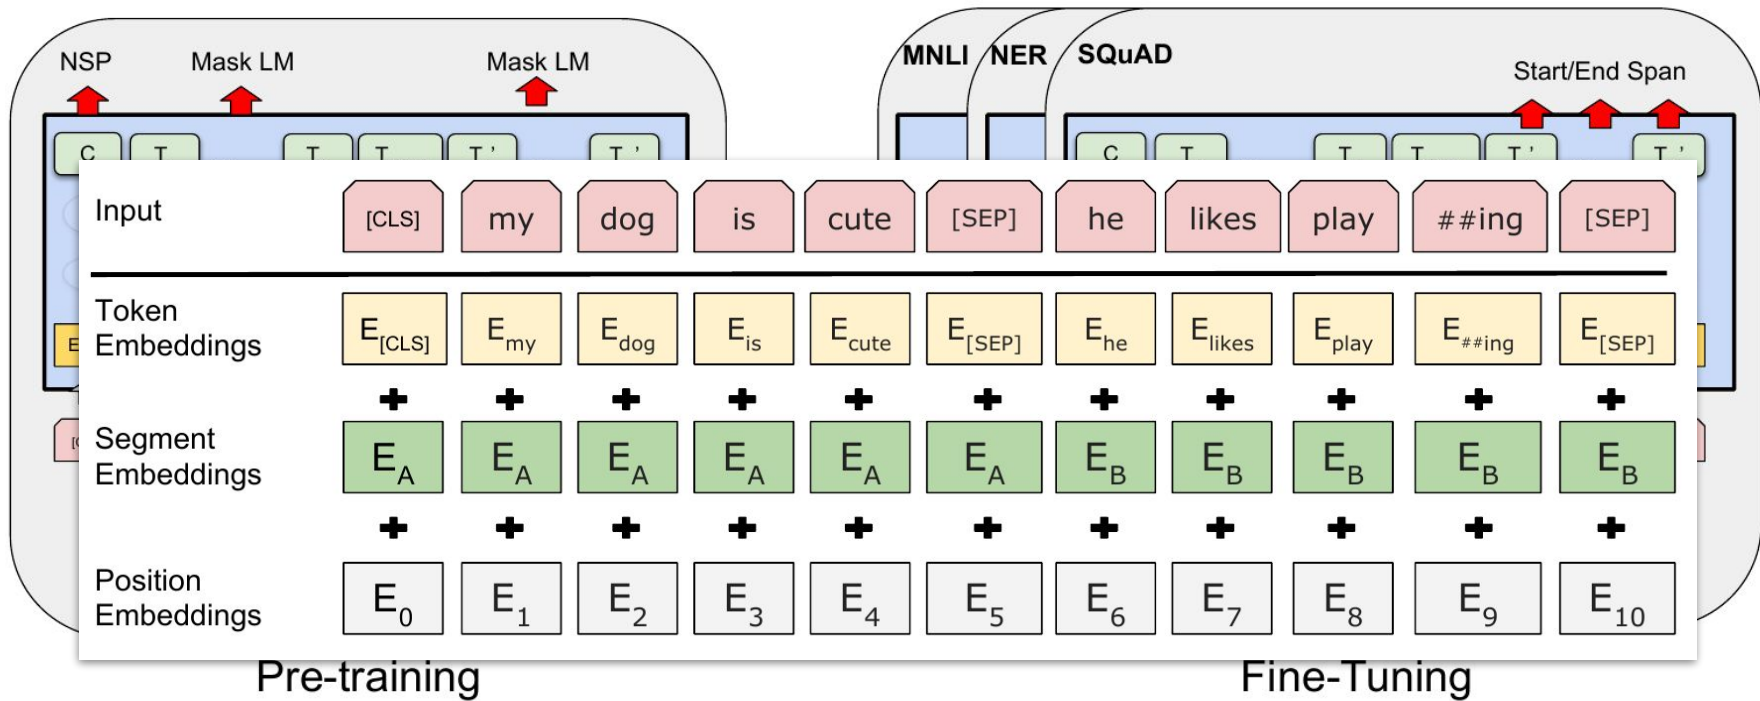 NSP Mask LM Mask LM
MNLI NER SQuAD
Start/End Span
C T T T T ' T '
C T T T T ' T '
Input [CLS] my dog is cute [SEP] he likes play ##ing [SEP]
Token
Embeddings
E[CLS] Emy Edog Eis Ecute E[SEP] Ehe Elikes Eplay E##ing E[SEP]
+ + + + + + + + + + +
Segment
Embeddings
EA EA EA EA EA EA EB EB EB EB EB
+ + + + + + + + + + +
Position
Embeddings
E0 E1 E2 E3 E4 E5 E6 E7 E8 E9 E10
Pre-training Fine-Tuning